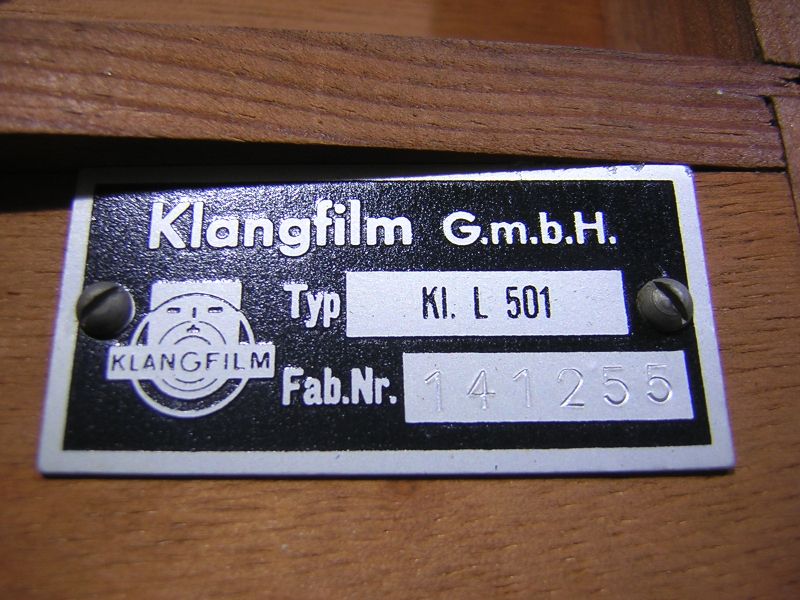 Klangfilm G.m.b.H.
Typ Kl. L 501
KLANGFILM
Fab.Nr. 141255